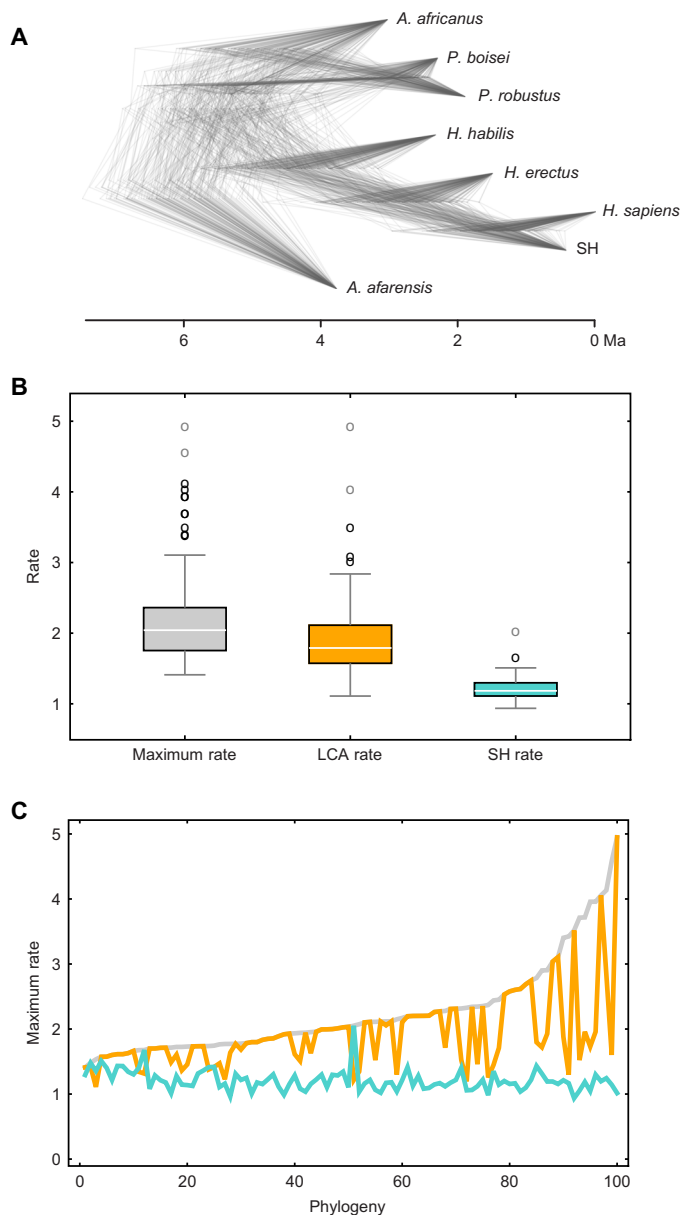 A
A. africanus
P. boisei
P. robustus
H. habilis
H. erectus
H. sapiens
SH
A. afarensis
6 4 2 0 Ma
B
5
4
3
2
1
Rate
Maximum rate LCA rate SH rate
C
5
4
3
2
1
0
Maximum rate
0 20 40 60 80 100
Phylogeny